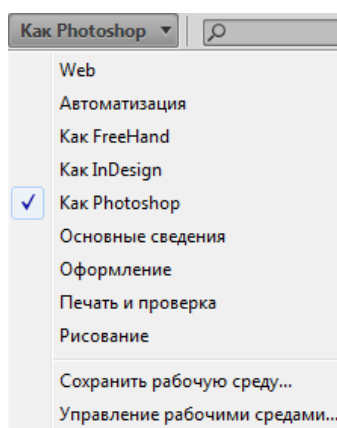 Как Photoshop
Web
Автоматизация
Как FreeHand
Как InDesign
Как Photoshop
Основные сведения
Оформление
Печать и проверка
Рисование
Сохранить рабочую среду...
Управление рабочими средами...